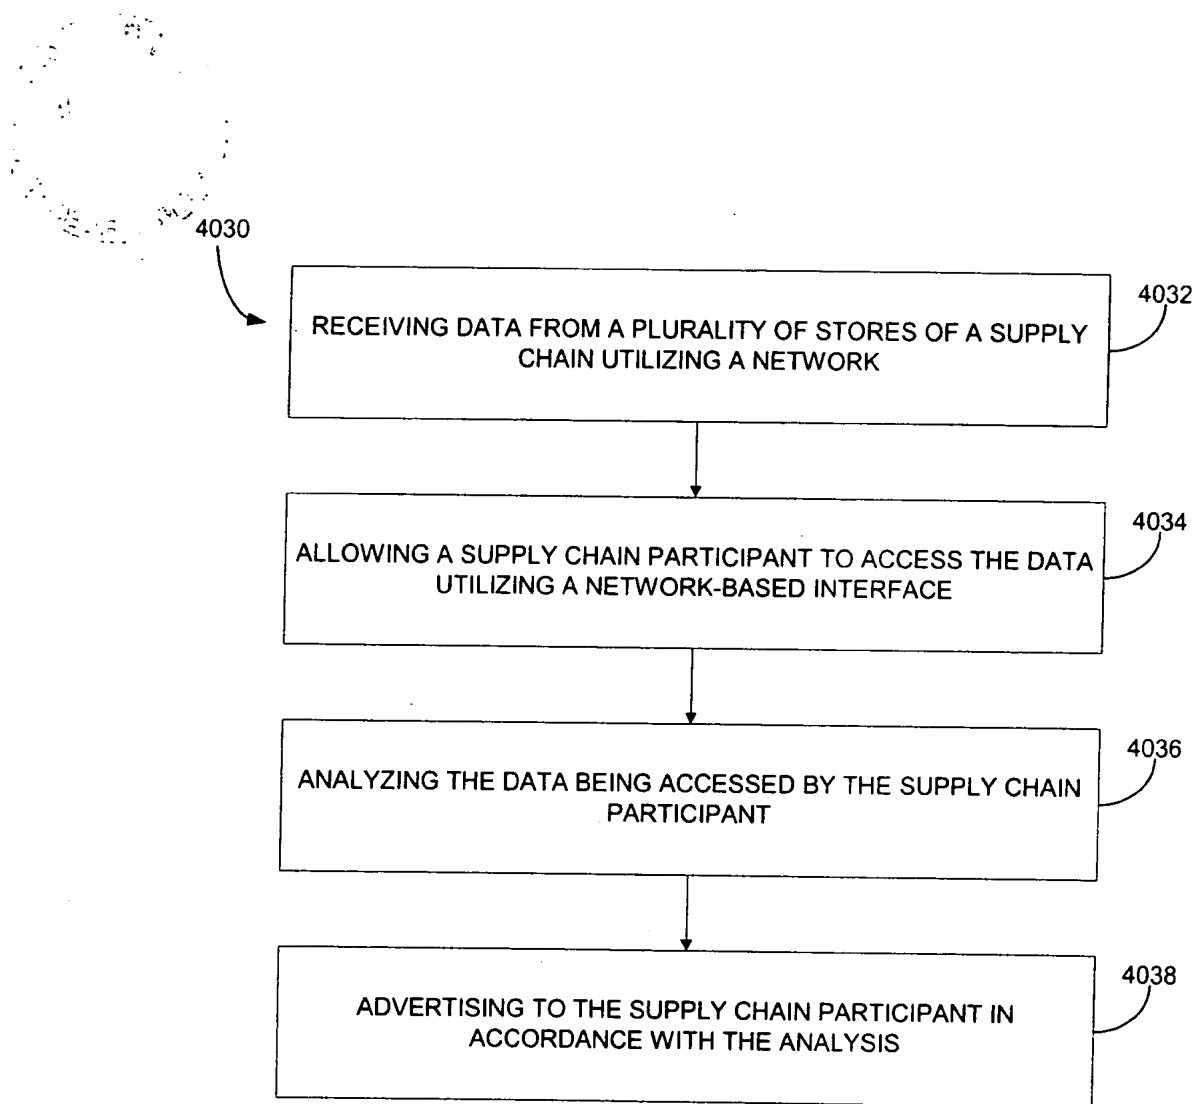 4030
RECEIVING DATA FROM A PLURALITY OF STORES OF A SUPPLY
CHAIN UTILIZING A NETWORK
4032
ALLOWING A SUPPLY CHAIN PARTICIPANT TO ACCESS THE DATA
UTILIZING A NETWORK-BASED INTERFACE
4034
ANALYZING THE DATA BEING ACCESSED BY THE SUPPLY CHAIN
PARTICIPANT
4036
ADVERTISING TO THE SUPPLY CHAIN PARTICIPANT IN
ACCORDANCE WITH THE ANALYSIS
4038